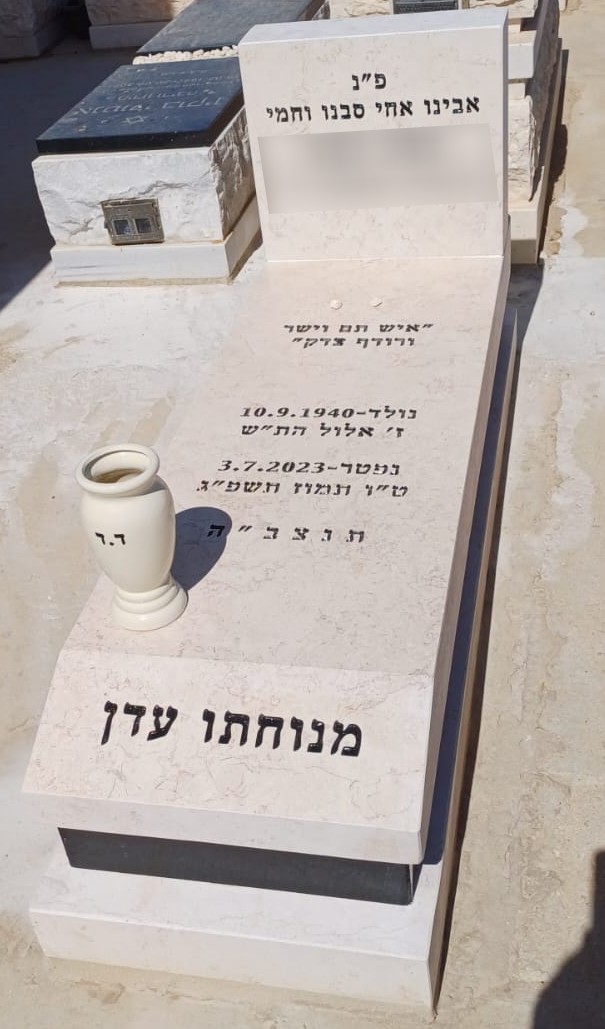 פ״נ
אבינו אחי סבנו וחמי
״איש תם וישר
ורודף צדק״
נולד-10.9.1940
ז׳ אלול הת״ש
נפטר-3.7.2023
ט״ו תמוז תשפ״ג
ת נ צ ב ״ ה
ד.ד
מנוחתו עדן